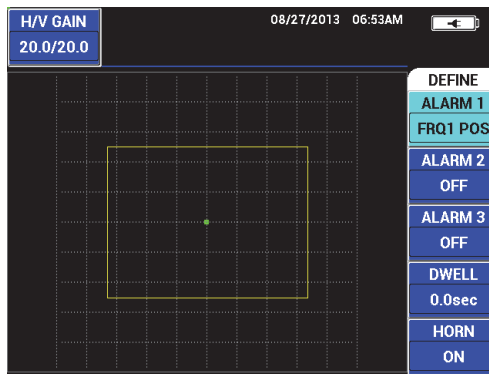 H/V GAIN
20.0/20.0
08/27/2013 06:53AM
DEFINE
ALARM 1
FRQ1 POS
ALARM 2
OFF
ALARM 3
OFF
DWELL
0.0sec
HORN
ON